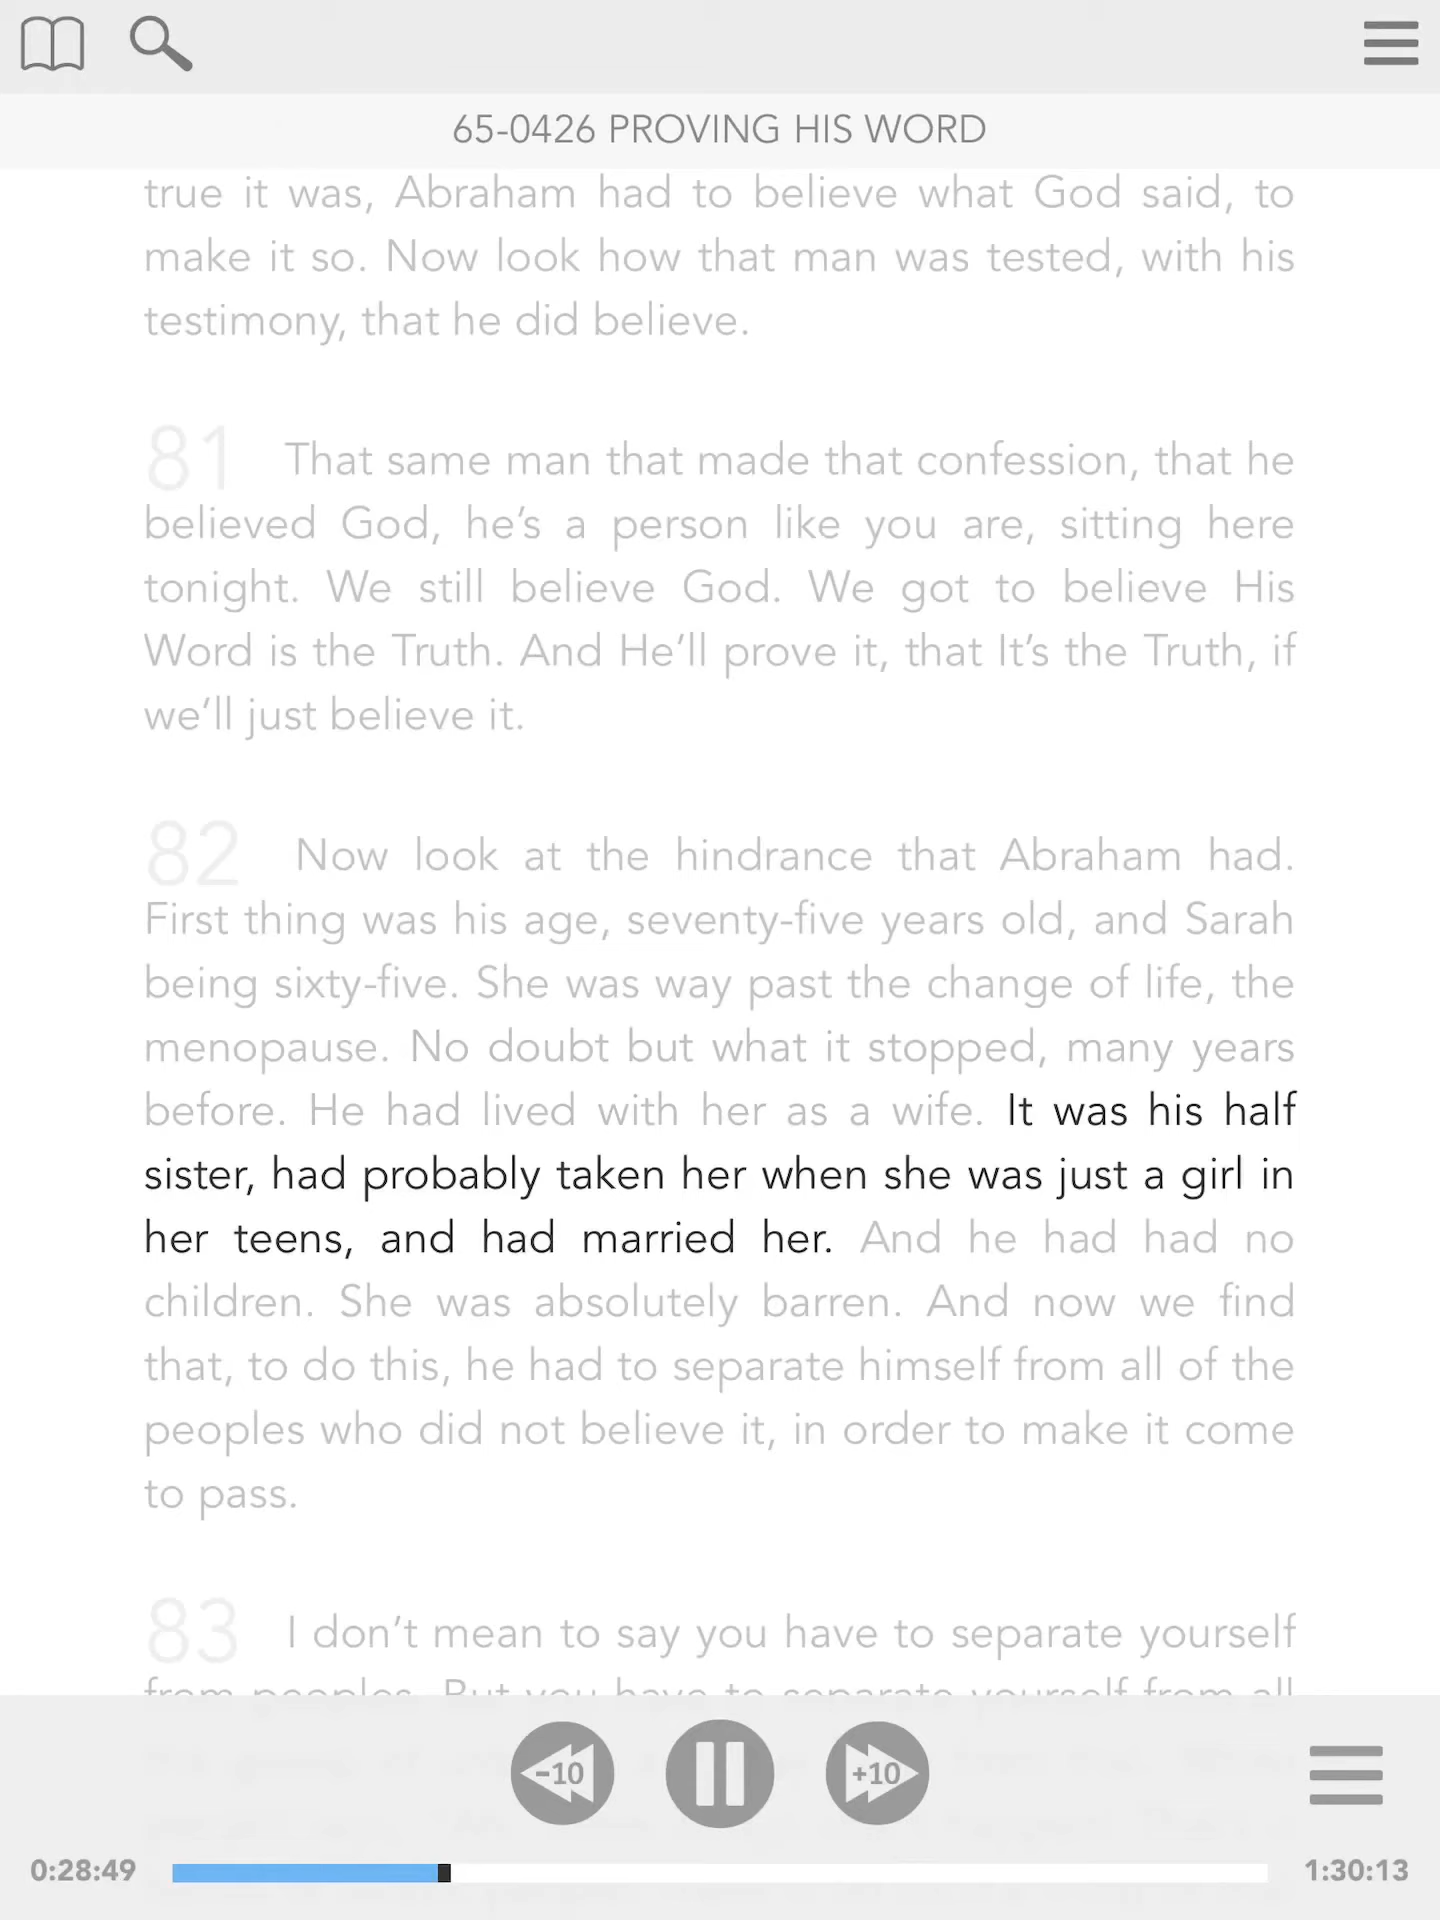 65-0426 PROVING HIS WORD
true it was, Abraham had to believe what God said, to
make it so. Now look how that man was tested, with his
testimony, that he did believe.
81 That same man that made that confession, that he
believed God, he’s a person like you are, sitting here
tonight. We still believe God. We got to believe His
Word is the Truth. And He’ll prove it, that It’s the Truth, if
we’ll just believe it.
82 Now look at the hindrance that Abraham had.
First thing was his age, seventy-five years old, and Sarah
being sixty-five. She was way past the change of life, the
menopause. No doubt but what it stopped, many years
before. He had lived with her as a wife. It was his half
sister, had probably taken her when she was just a girl in
her teens, and had married her. And he had had no
children. She was absolutely barren. And now we find
that, to do this, he had to separate himself from all of the
peoples who did not believe it, in order to make it come
to pass.
83 I don’t mean to say you have to separate yourself
from peoples. But you have to separate yourself from all
-10 +10
0:28:49 1:30:13